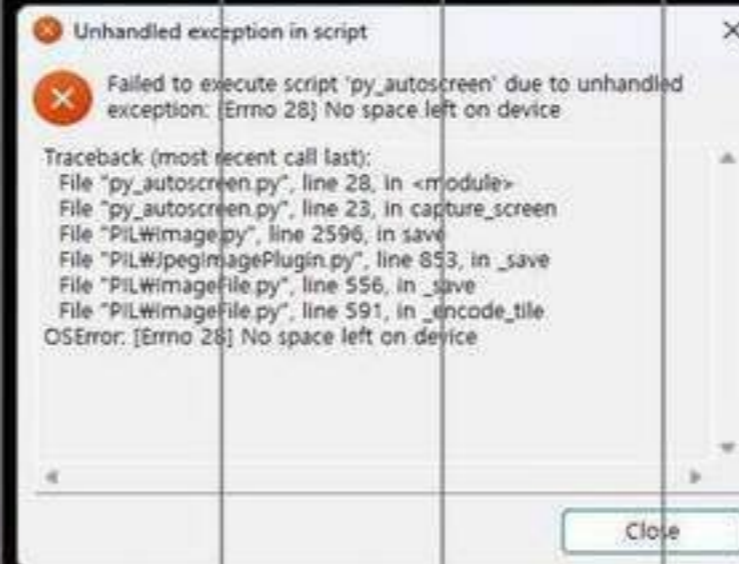 Unhandled exception in script
Failed to execute script 'py_autoscreen' due to unhandled
exception: [Errno 28] No space left on device
Traceback (most recent call last):
File "py_autoscreen.py", line 28, in <module>
File "py_autoscreen.py", line 23, in capture_screen
File "PIL₩Image.py", line 2596, in save
File "PIL₩JpegImagePlugin.py", line 853, in _save
File "PIL₩ImageFile.py", line 556, in _save
File "PIL₩ImageFile.py", line 591, in _encode_tile
OSError: [Errno 28] No space left on device
Close